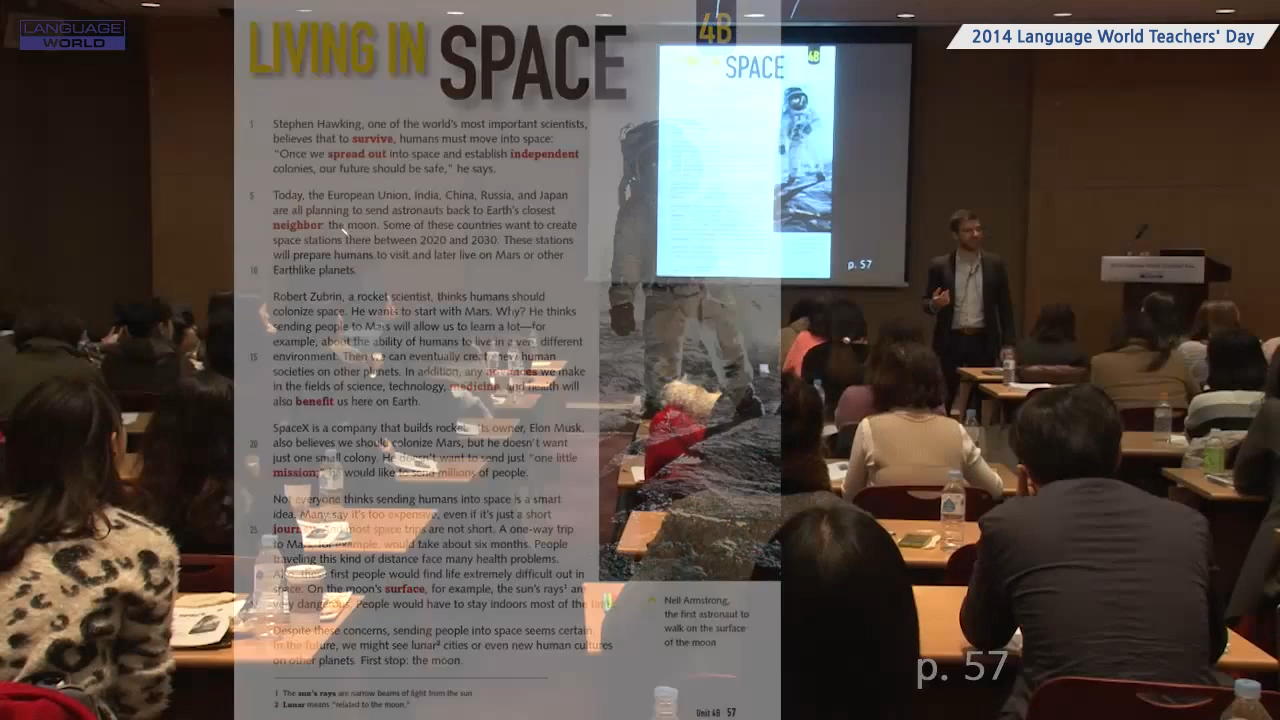 LANGUAGE
WORLD
2014 Language World Teachers' Day
LIVING IN SPACE
4B
Stephen Hawking, one of the world's most important scientists,
believes that to survive, humans must move into space:
"Once we spread out into space and establish independent
colonies, our future should be safe," he says.
Today, the European Union, India, China, Russia, and Japan
are all planning to send astronauts back to Earth's closest
neighbor: the moon. Some of these countries want to create
space stations there between 2020 and 2030. These stations
will prepare humans to visit and later live on Mars or other
Earthlike planets.
Robert Zubrin, a rocket scientist, thinks humans should
colonize space. He wants to start with Mars. Why? He thinks
sending people to Mars will allow us to learn a lot—for
example, about the ability of humans to live in a very different
environment. Then we can eventually create new human
societies on other planets. In addition, any advances we make
in the fields of science, technology, medicine, and health will
also benefit us here on Earth.
SpaceX is a company that builds rockets. Its owner, Elon Musk,
also believes we should colonize Mars, but he doesn't want
just one small colony. He doesn't want to send just "one little
mission;" he would like to send millions of people.
Not everyone thinks sending humans into space is a smart
idea. Many say it's too expensive, even if it's just a short
journey. And most space trips are not short. A one-way trip
to Mars, for example, would take about six months. People
traveling this kind of distance face many health problems.
Also, these first people would find life extremely difficult out in
space. On the moon's surface, for example, the sun's rays¹ are
very dangerous. People would have to stay indoors most of the time.
Despite these concerns, sending people into space seems certain.
In the future, we might see lunar² cities or even new human cultures
on other planets. First stop: the moon.
1 The sun's rays are narrow beams of light from the sun
2 Lunar means "related to the moon."
1
5
10
15
20
25
Neil Armstrong,
the first astronaut to
walk on the surface
of the moon
Unit 4B 57
SPACE
4B
p. 57
p. 57